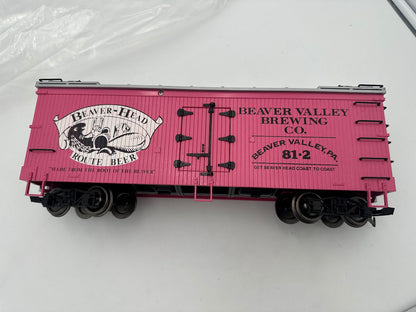 BEAVER-HEAD
ROUTE BEER
"MADE FROM THE ROOT OF THE BEAVER"
BEAVER VALLEY
BREWING
CO.
BEAVER VALLEY, PA.
81-2
GET BEAVER HEAD COAST TO COAST